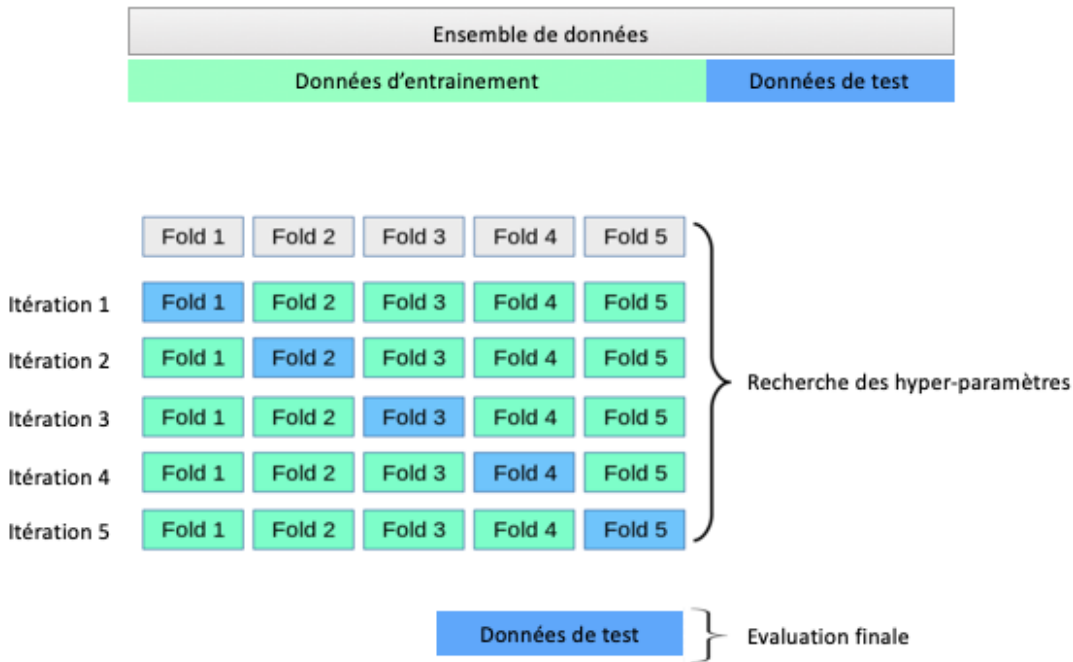 Ensemble de données
Données d'entrainement Données de test
Fold 1 Fold 2 Fold 3 Fold 4 Fold 5
Itération 1 Fold 1 Fold 2 Fold 3 Fold 4 Fold 5
Itération 2 Fold 1 Fold 2 Fold 3 Fold 4 Fold 5
Recherche des hyper-paramètres
Itération 3 Fold 1 Fold 2 Fold 3 Fold 4 Fold 5
Itération 4 Fold 1 Fold 2 Fold 3 Fold 4 Fold 5
Itération 5 Fold 1 Fold 2 Fold 3 Fold 4 Fold 5
Données de test Evaluation finale